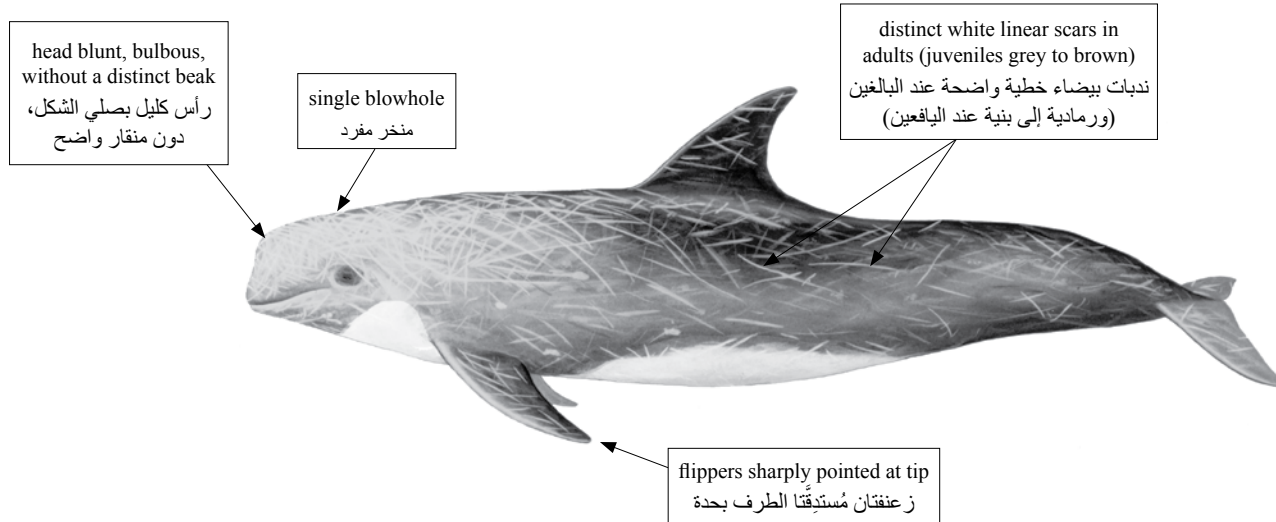 head blunt, bulbous,
without a distinct beak
رأس كليل بصلي الشكل،
دون منقار واضح
single blowhole
منخر مفرد
distinct white linear scars in
adults (juveniles grey to brown)
ندبات بيضاء خطية واضحة عند البالغين
(ورمادية إلى بنية عند اليافعين)
flippers sharply pointed at tip
زعنفتان مُستدِقَّتا الطرف بحدة